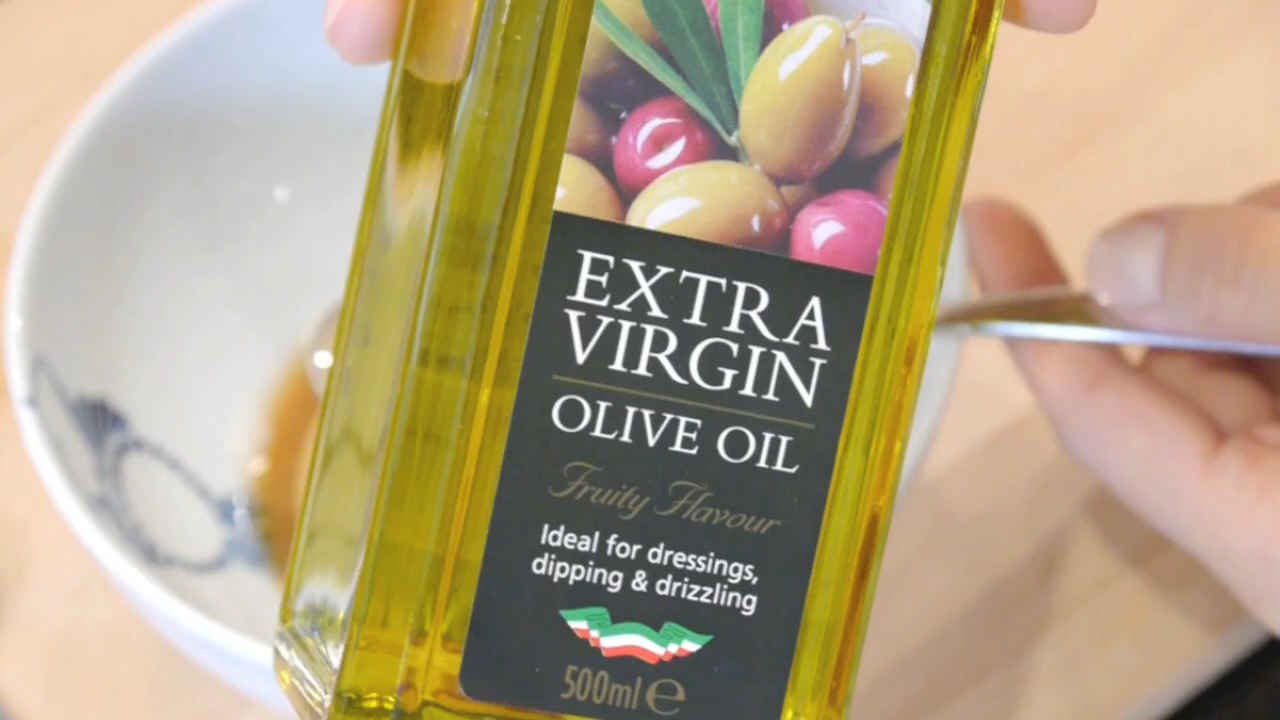 EXTRA
VIRGIN
OLIVE OIL
Fruity Flavour
Ideal for dressings,
dipping & drizzling
500ml ℮